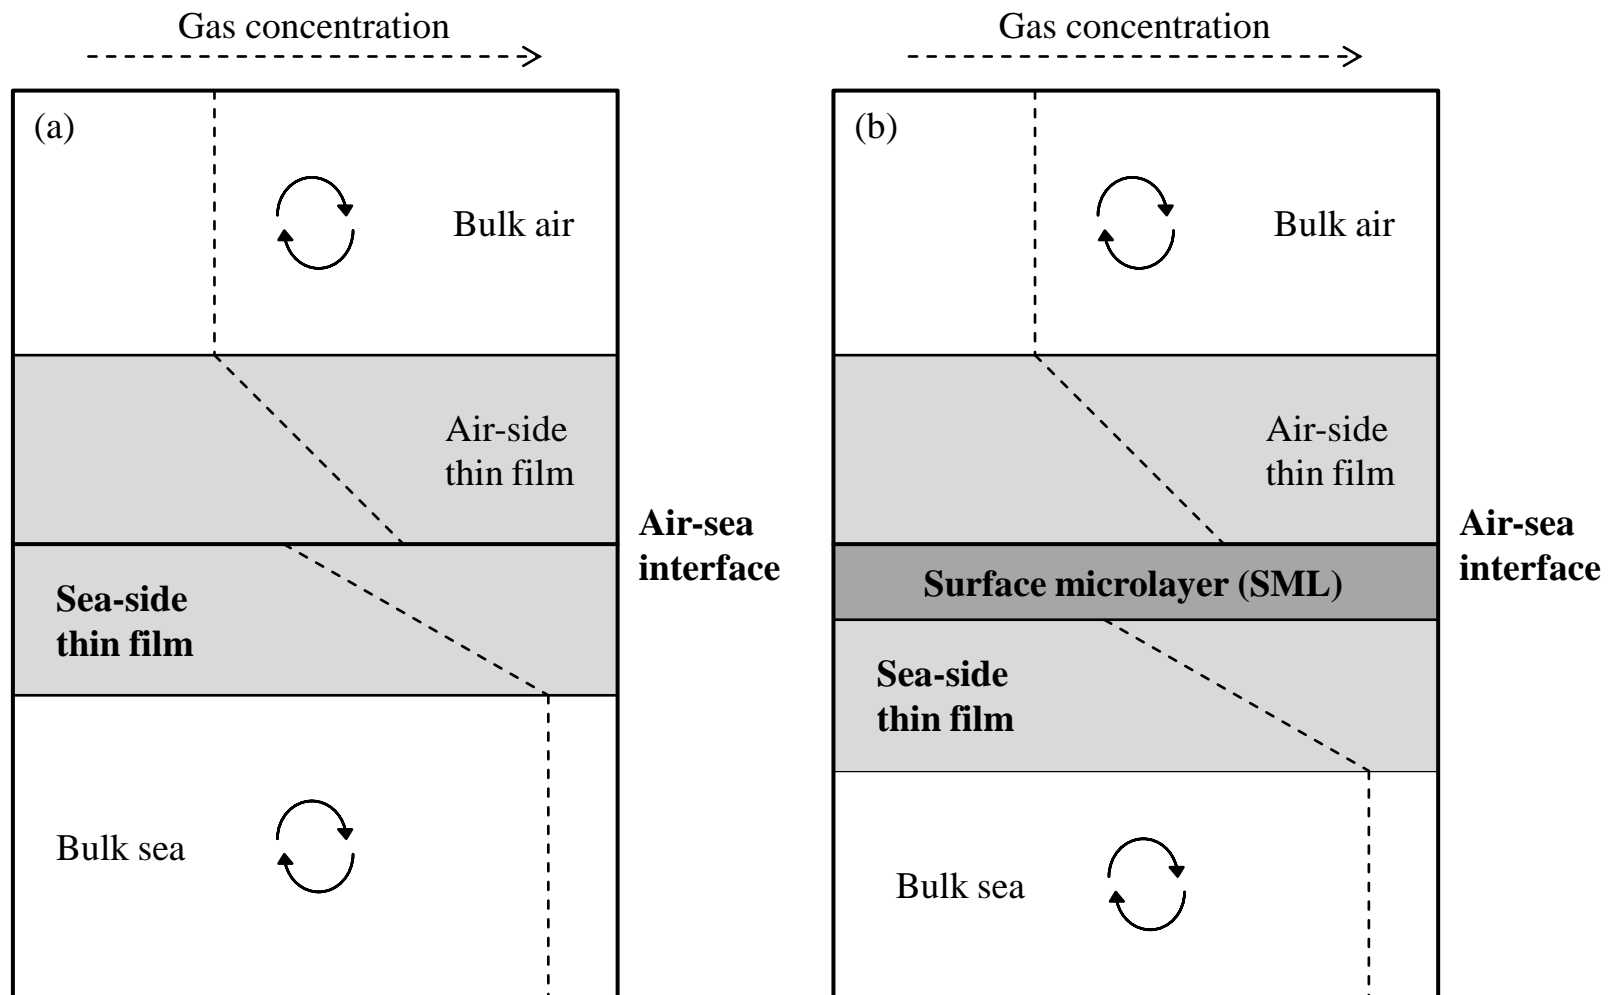 Gas concentration
(a)
Bulk air
Air-side
thin film
Air-sea
interface
Sea-side
thin film
Bulk sea
Gas concentration
(b)
Bulk air
Air-side
thin film
Air-sea
interface
Surface microlayer (SML)
Sea-side
thin film
Bulk sea